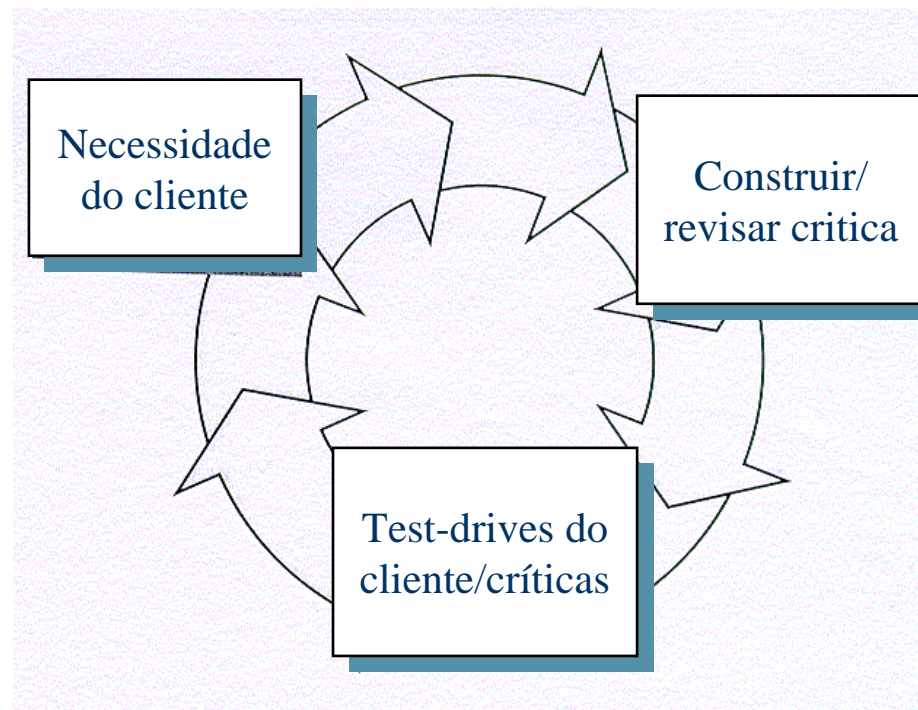 Necessidade
do cliente
Construir/
revisar critica
Test-drives do
cliente/críticas